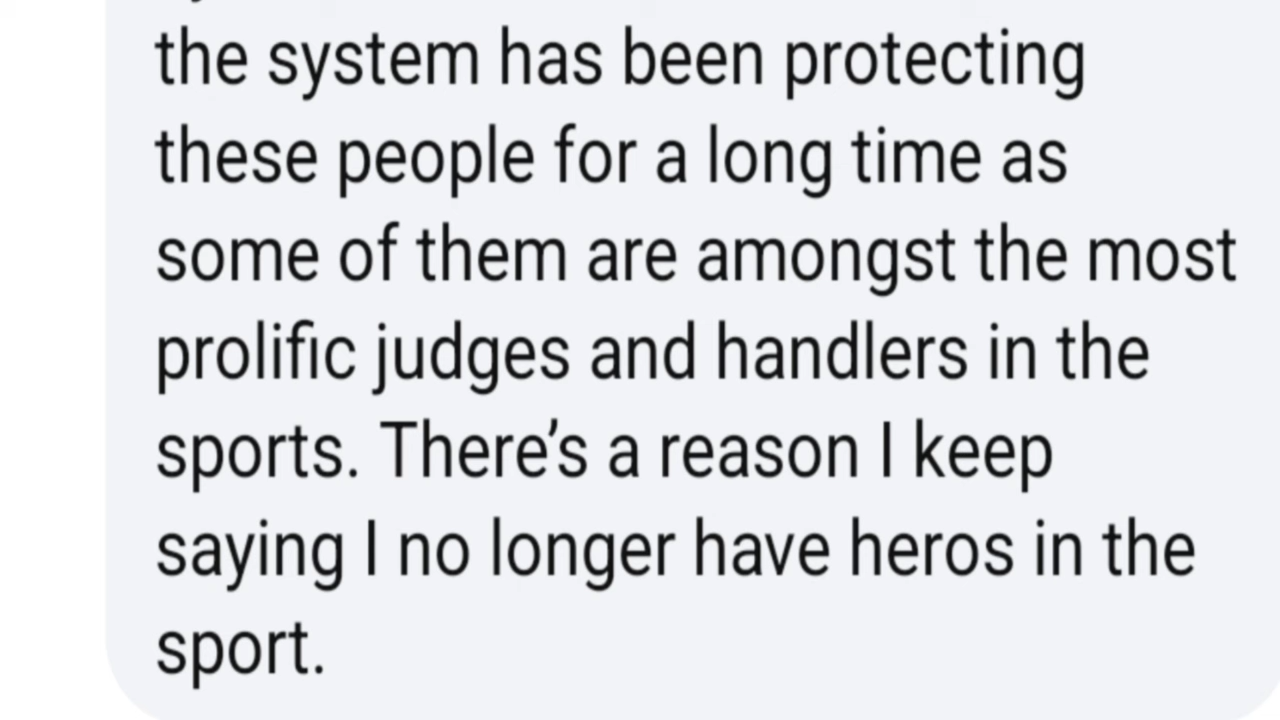 the system has been protecting
these people for a long time as
some of them are amongst the most
prolific judges and handlers in the
sports. There’s a reason I keep
saying I no longer have heros in the
sport.